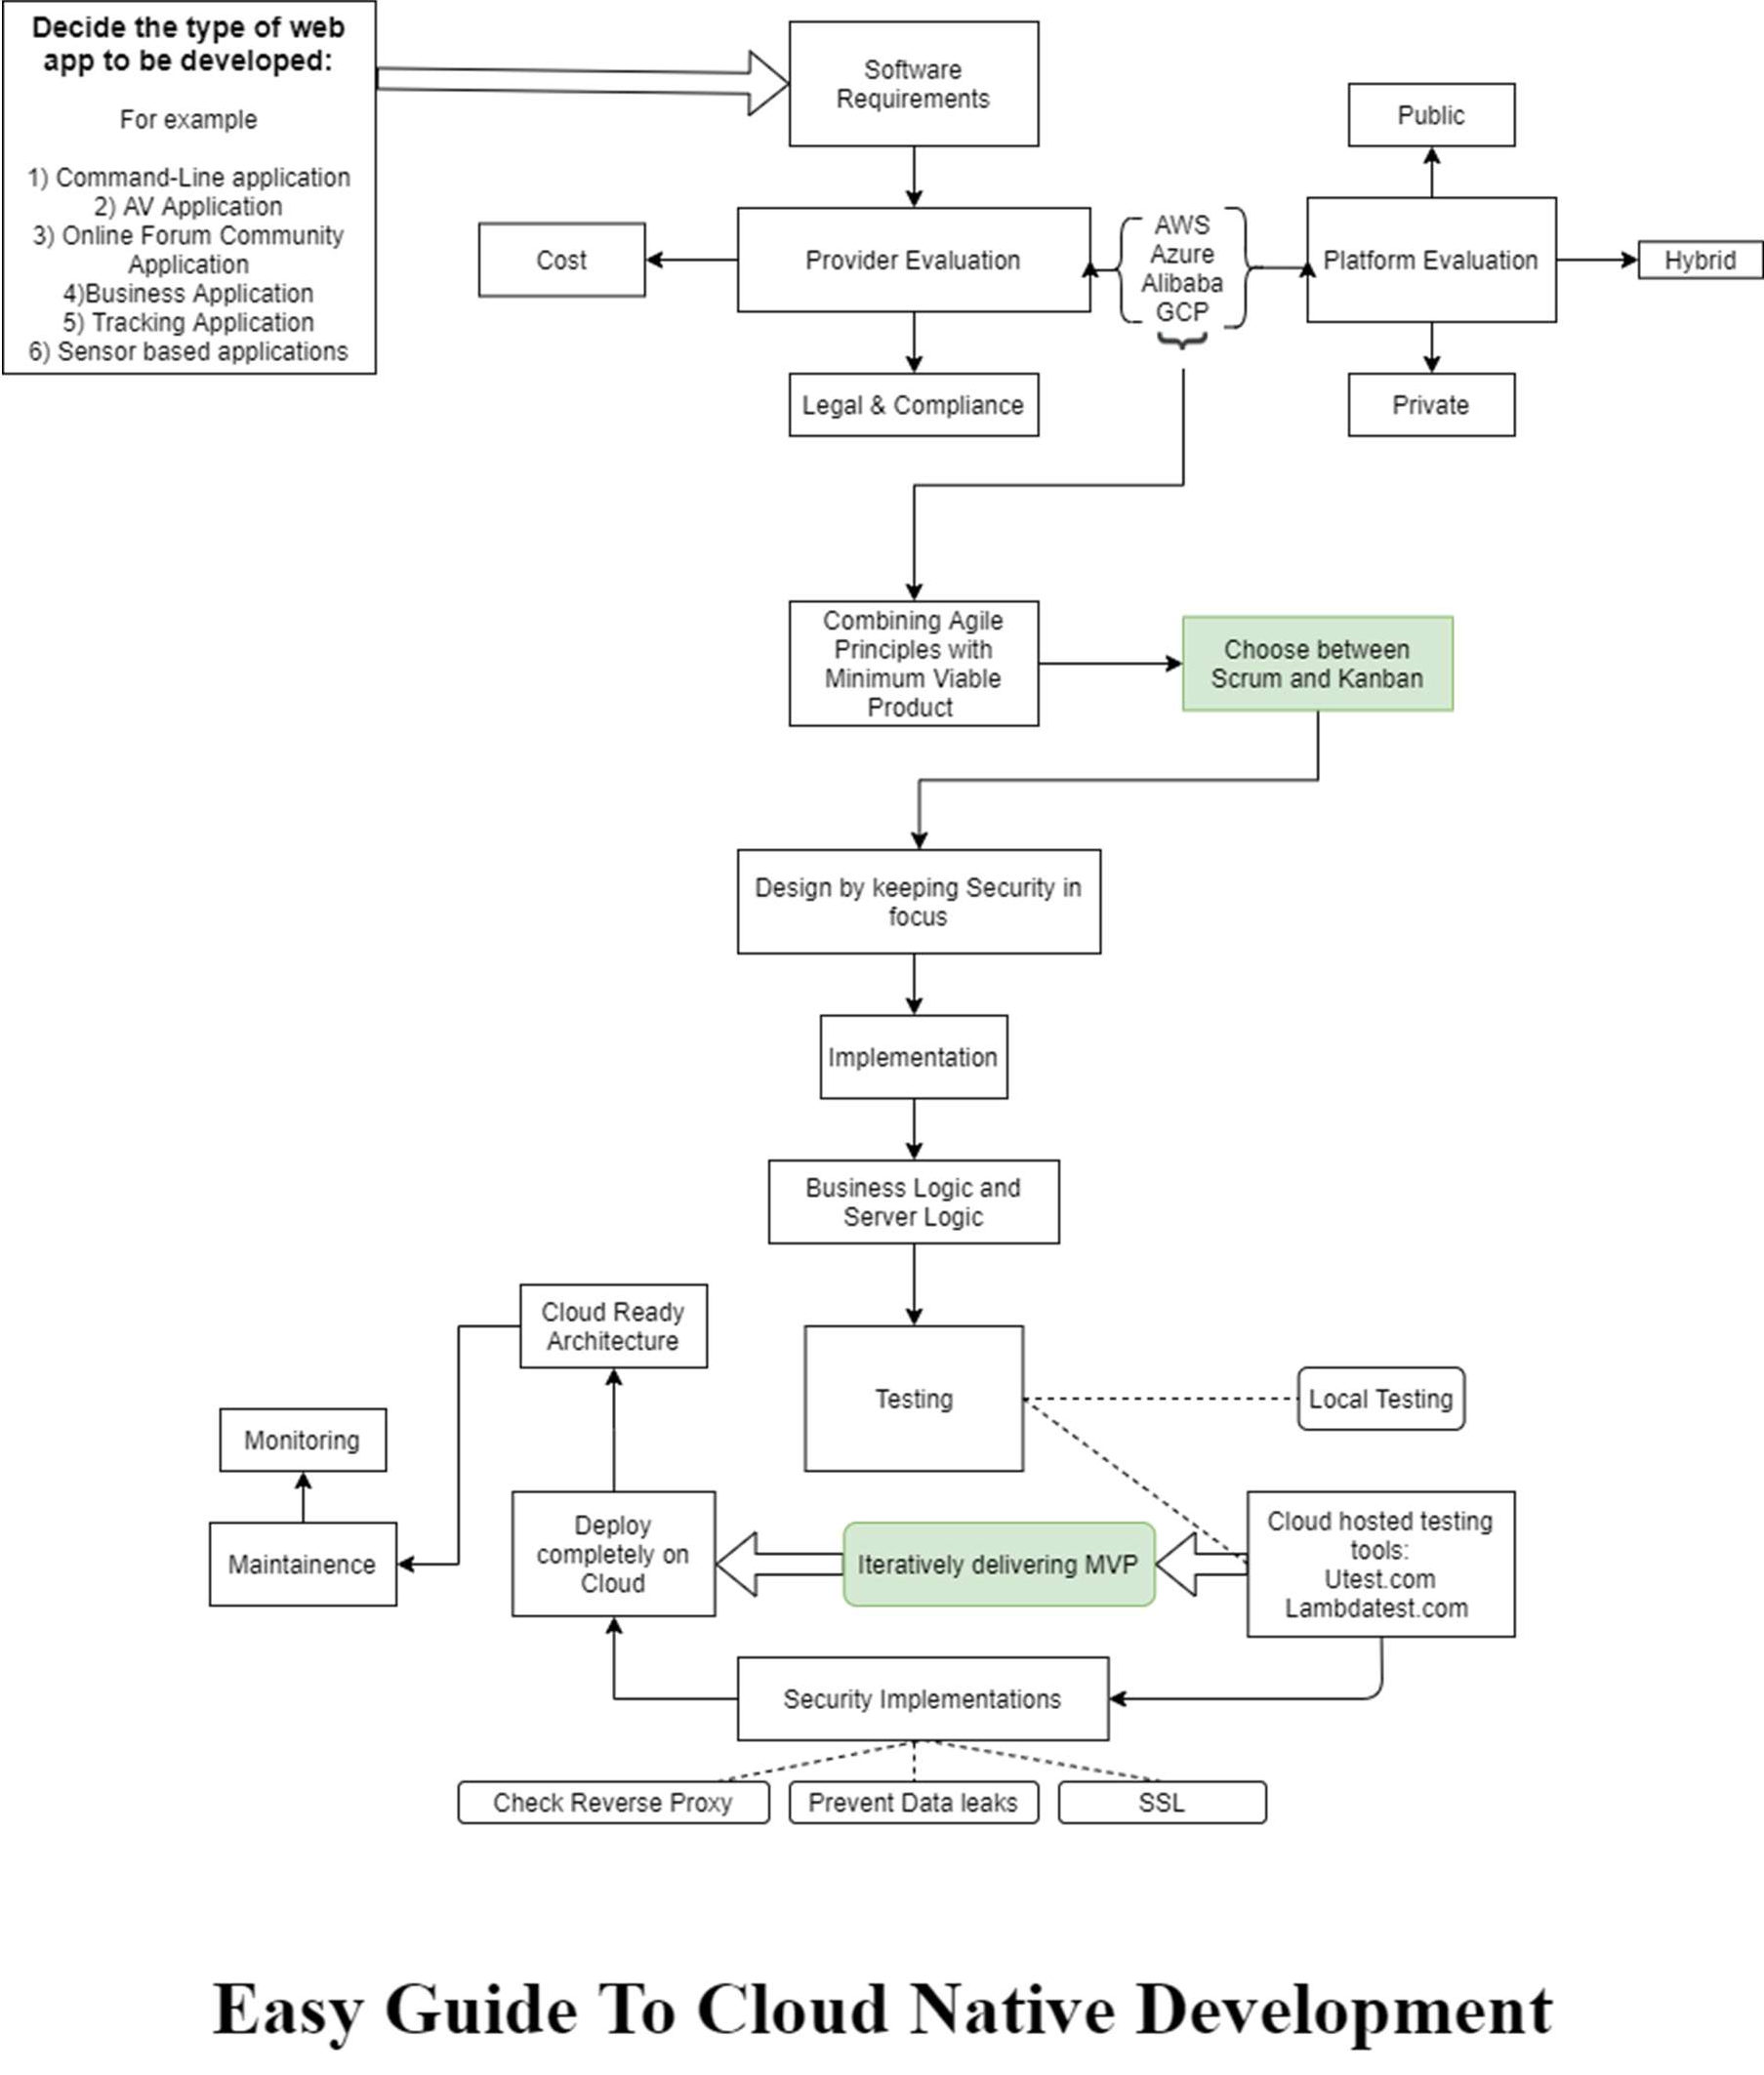 Decide the type of web
app to be developed:
For example
1) Command-Line application
2) AV Application
3) Online Forum Community
Application
4)Business Application
5) Tracking Application
6) Sensor based applications
Software
Requirements
Public
Cost
Provider Evaluation
AWS
Azure
Alibaba
GCP
Platform Evaluation
Hybrid
Legal & Compliance
Private
Combining Agile
Principles with
Minimum Viable
Product
Choose between
Scrum and Kanban
Design by keeping Security in
focus
Implementation
Business Logic and
Server Logic
Cloud Ready
Architecture
Testing
Local Testing
Monitoring
Maintainence
Deploy
completely on
Cloud
Iteratively delivering MVP
Cloud hosted testing
tools:
Utest.com
Lambdatest.com
Security Implementations
Check Reverse Proxy
Prevent Data leaks
SSL
Easy Guide To Cloud Native Development